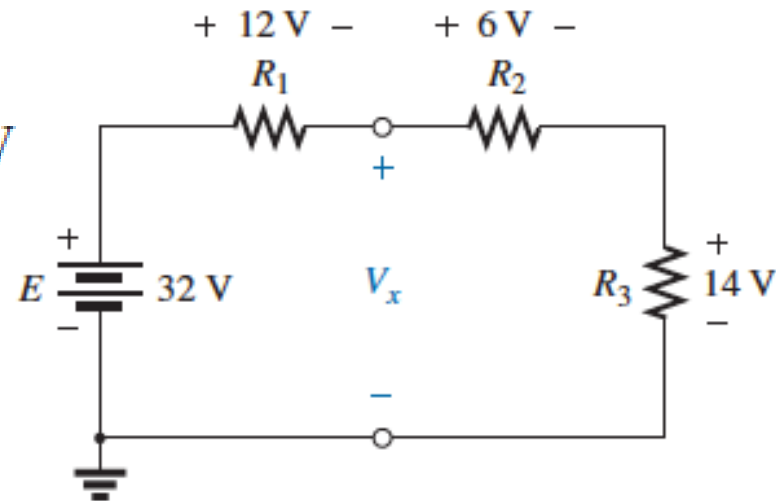 + 12 V − + 6 V −
R₁ R₂
+
+ +
E 32 V Vₓ R₃ 14 V
− −
−